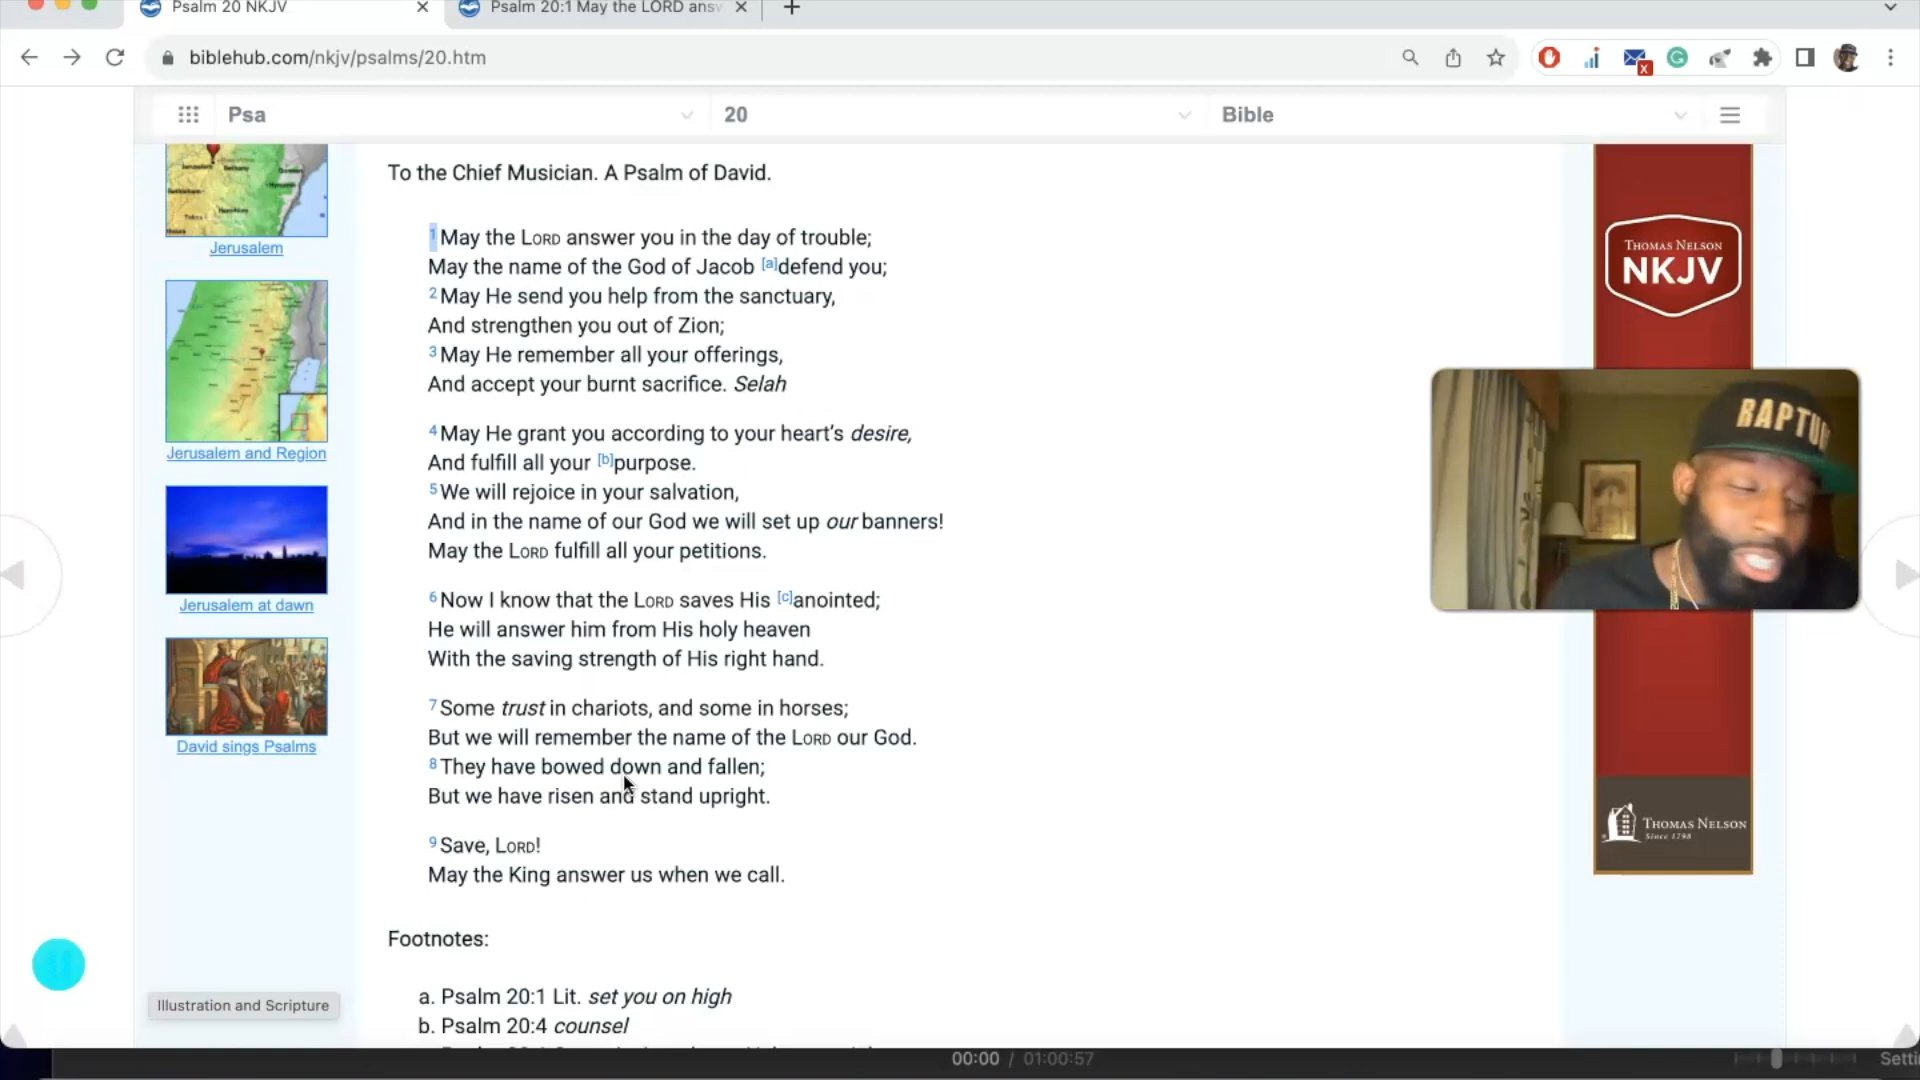 Psalm 20 NKJV
Psalm 20:1 May the LORD answ
biblehub.com/nkjv/psalms/20.htm
Psa
20
Bible
To the Chief Musician. A Psalm of David.
1 May the LORD answer you in the day of trouble;
May the name of the God of Jacob [a]defend you;
2 May He send you help from the sanctuary,
And strengthen you out of Zion;
3 May He remember all your offerings,
And accept your burnt sacrifice. Selah
4 May He grant you according to your heart’s desire,
And fulfill all your [b]purpose.
5 We will rejoice in your salvation,
And in the name of our God we will set up our banners!
May the LORD fulfill all your petitions.
6 Now I know that the LORD saves His [c]anointed;
He will answer him from His holy heaven
With the saving strength of His right hand.
7 Some trust in chariots, and some in horses;
But we will remember the name of the LORD our God.
8 They have bowed down and fallen;
But we have risen and stand upright.
9 Save, LORD!
May the King answer us when we call.
Footnotes:
a. Psalm 20:1 Lit. set you on high
b. Psalm 20:4 counsel
Jerusalem
Jerusalem
Jerusalem and Region
Jerusalem at dawn
David sings Psalms
Illustration and Scripture
THOMAS NELSON
NKJV
RAPTU
THOMAS NELSON
Since 1798
00:00 / 01:00:57
Setti